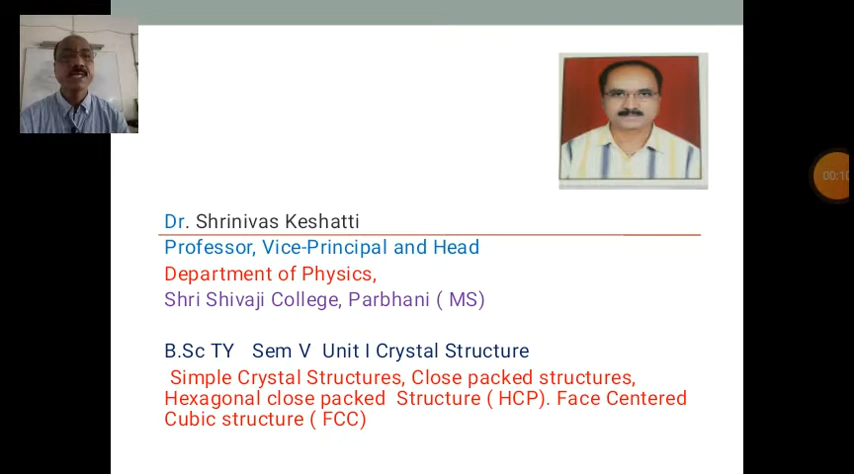 00:10
Dr. Shrinivas Keshatti
Professor, Vice-Principal and Head
Department of Physics,
Shri Shivaji College, Parbhani ( MS)
B.Sc TY Sem V Unit I Crystal Structure
Simple Crystal Structures, Close packed structures,
Hexagonal close packed Structure ( HCP). Face Centered
Cubic structure ( FCC)